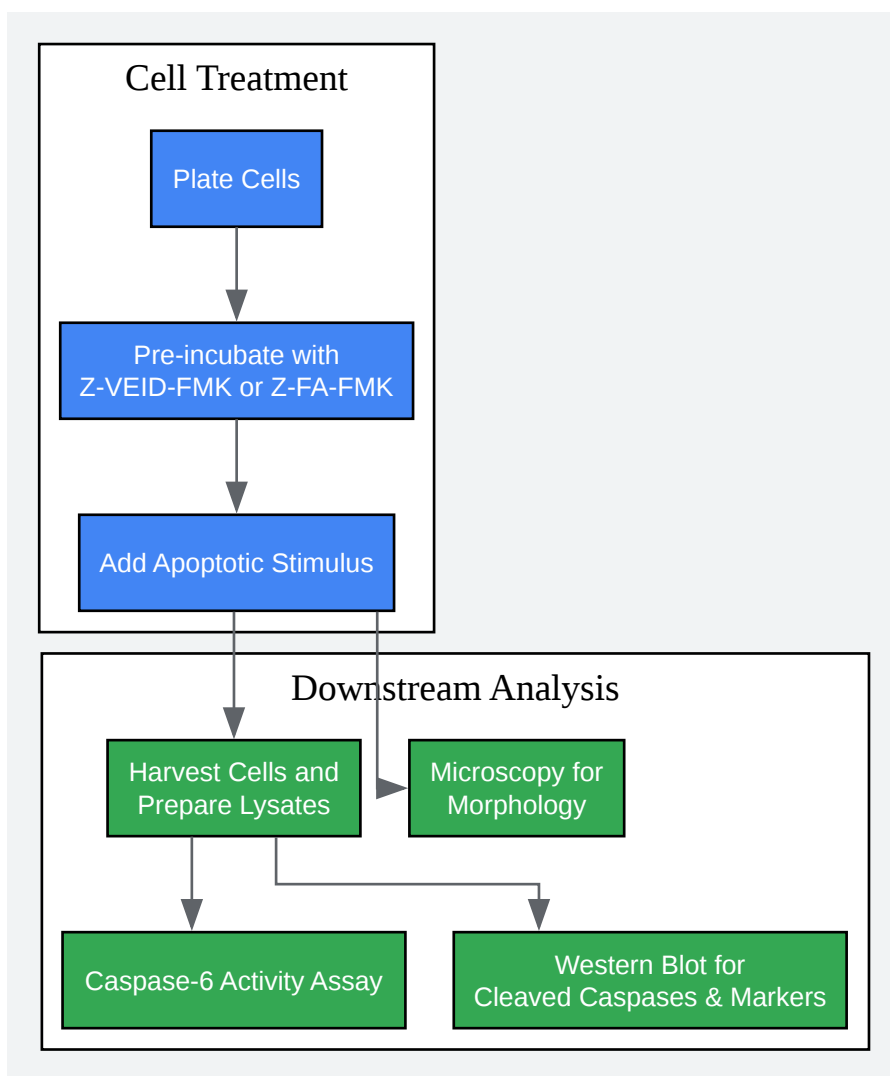 Cell Treatment
Plate Cells
Pre-incubate with
Z-VEID-FMK or Z-FA-FMK
Add Apoptotic Stimulus
Downstream Analysis
Harvest Cells and
Prepare Lysates
Microscopy for
Morphology
Caspase-6 Activity Assay
Western Blot for
Cleaved Caspases & Markers